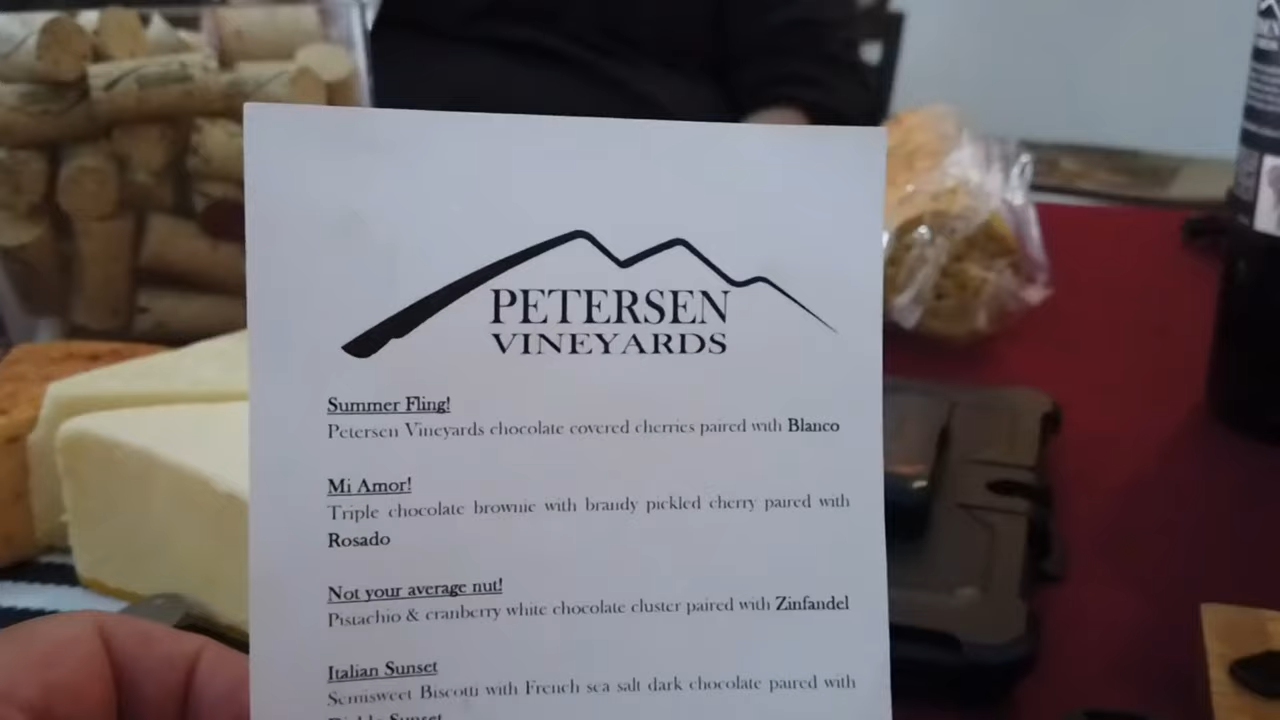 PETERSEN
VINEYARDS
Summer Fling!
Petersen Vineyards chocolate covered cherries paired with Blanco
Mi Amor!
Triple chocolate brownie with brandy pickled cherry paired with
Rosado
Not your average nut!
Pistachio & cranberry white chocolate cluster paired with Zinfandel
Italian Sunset
Semisweet Biscotti with French sea salt dark chocolate paired with
Sunset